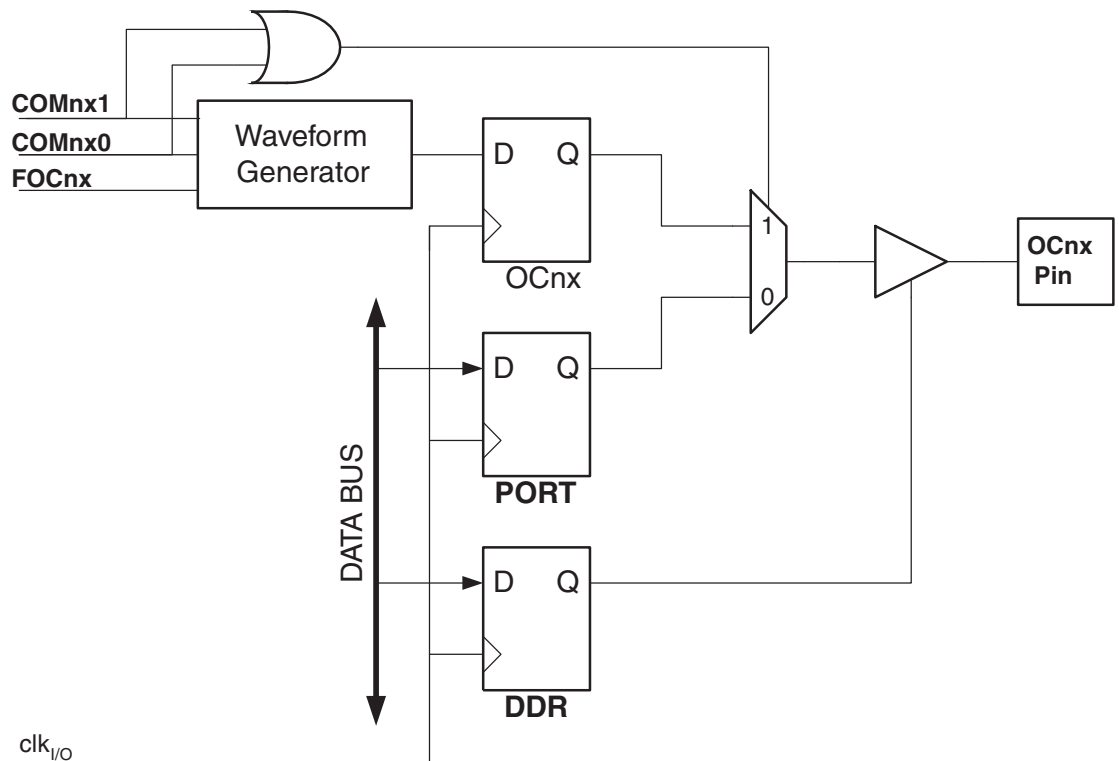 COMnx1
COMnx0
FOCnx
Waveform
Generator
D Q
OCnx
1
0
OCnx
Pin
D Q
PORT
DATA BUS
D Q
DDR
clkI/O